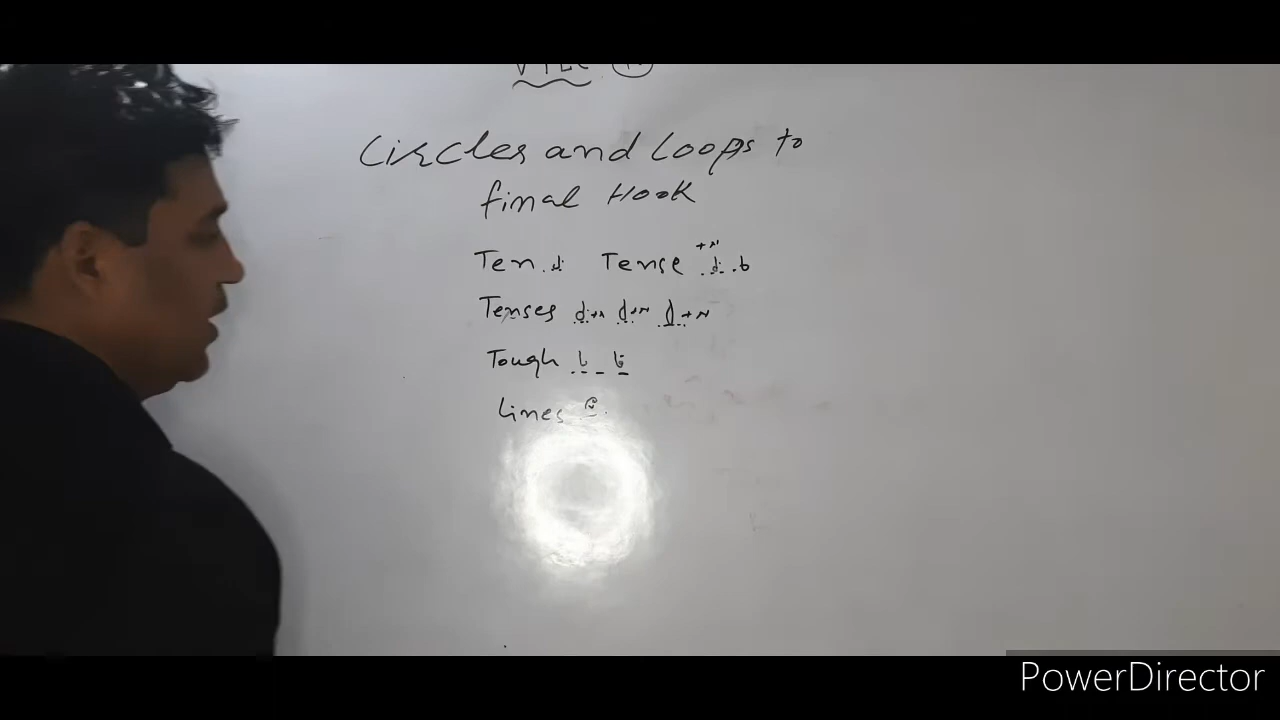 Circles and Loops to
final Hook
Ten
Tense +N
Tenses +N +N +N
Tough
Lines
PowerDirector